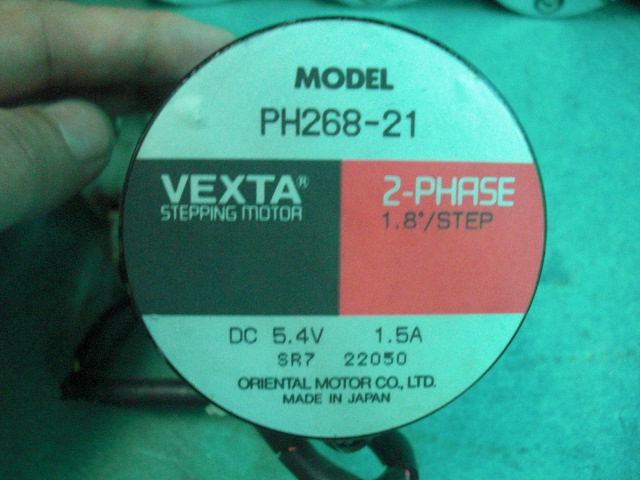 MODEL
PH268-21
VEXTA®
STEPPING MOTOR
2-PHASE
1.8°/STEP
DC 5.4V 1.5A
SR7 22050
ORIENTAL MOTOR CO., LTD.
MADE IN JAPAN